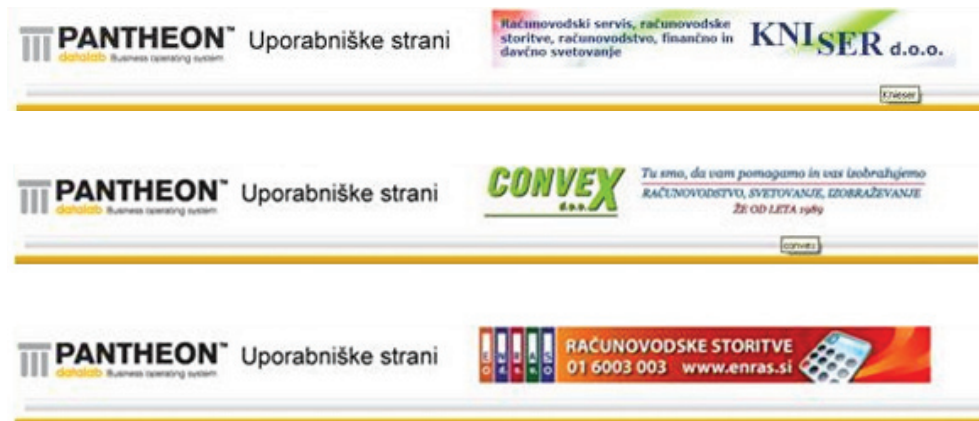 PANTHEON™ Uporabniške strani
datalab Business operating system
Računovodski servis, računovodske
storitve, računovodstvo, finančno in
davčno svetovanje
KNISER d.o.o.
Knieser
PANTHEON™ Uporabniške strani
datalab Business operating system
CONVEX
d.o.o.
Tu smo, da vam pomagamo in vas izobražujemo
RAČUNOVODSTVO, SVETOVANJE, IZOBRAŽEVANJE
ŽE OD LETA 1989
convex
PANTHEON™ Uporabniške strani
datalab Business operating system
RAČUNOVODSKE STORITVE
01 6003 003 www.enras.si